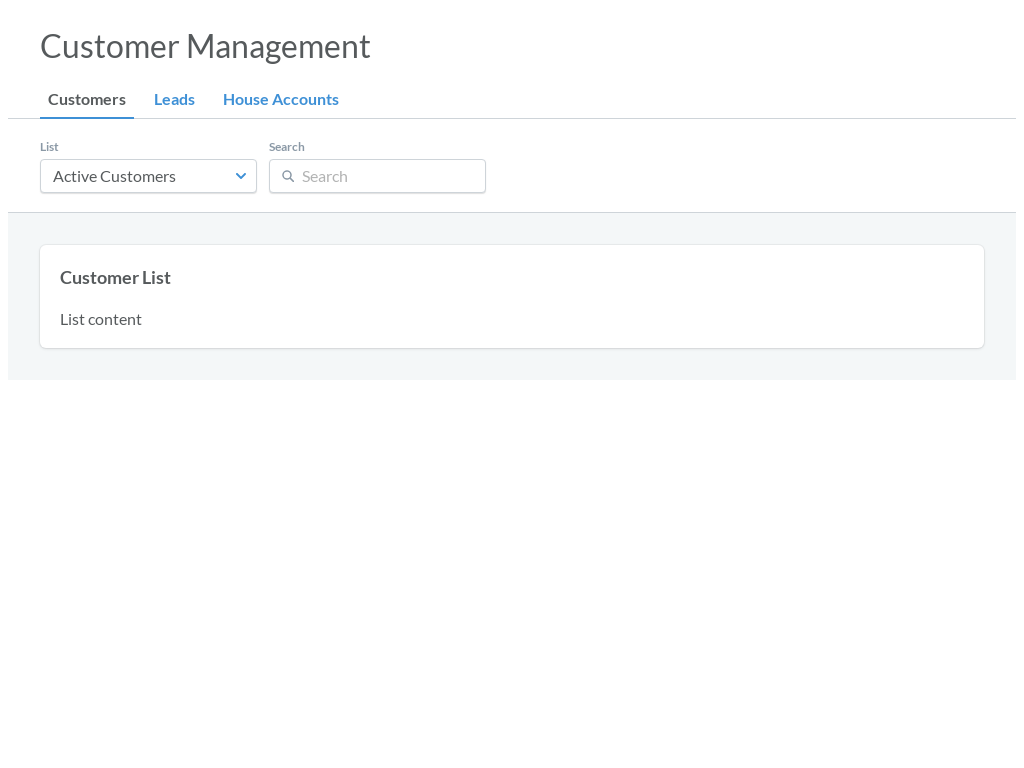 Customer Management
Customers Leads House Accounts
List Search
Active Customers Search
Customer List
List content